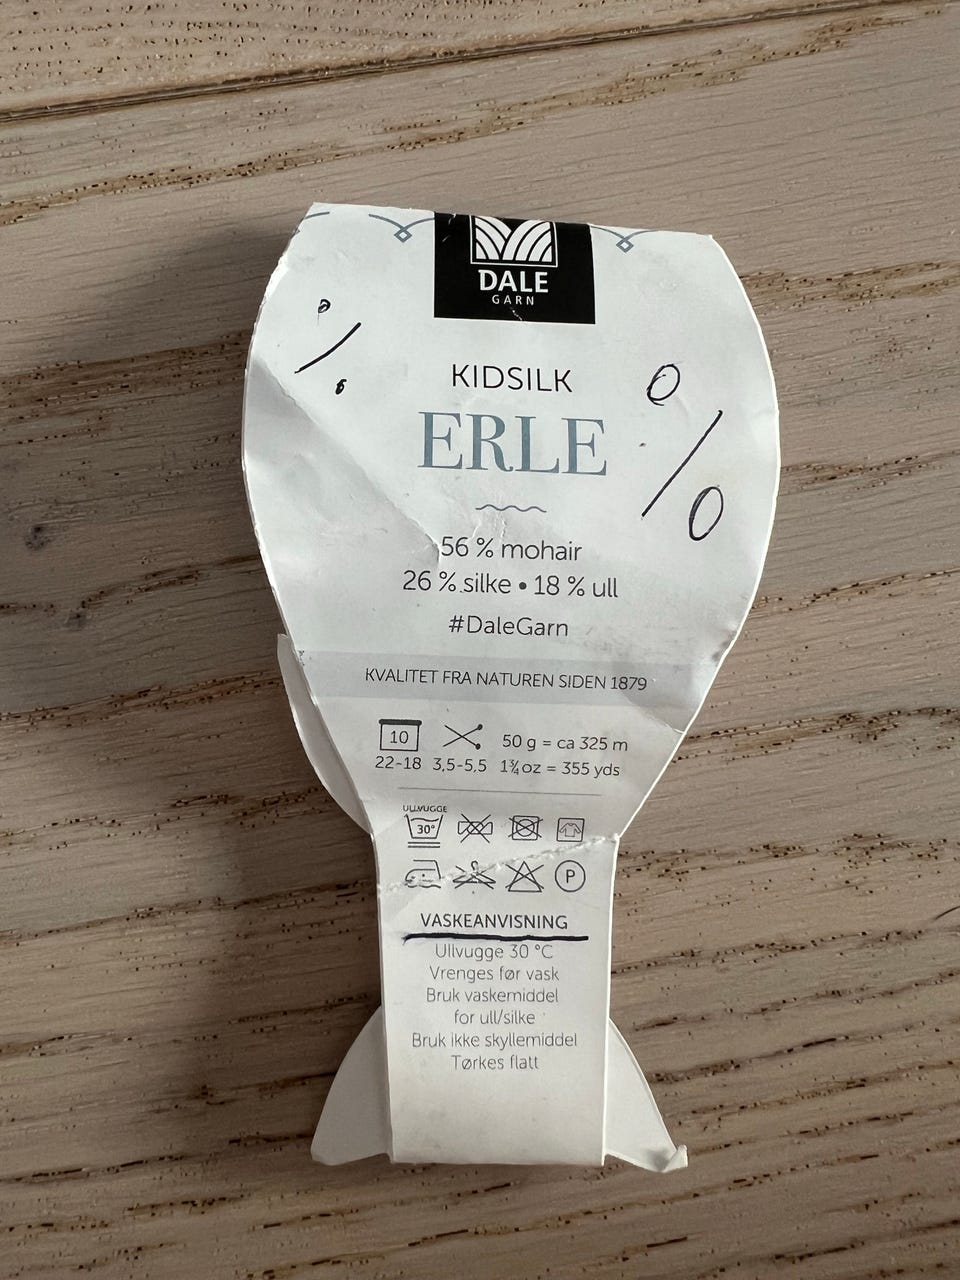 DALE
GARN
%
%
KIDSILK
ERLE
56 % mohair
26 % silke • 18 % ull
#DaleGarn
KVALITET FRA NATUREN SIDEN 1879
10
22-18 3,5-5,5
50 g = ca 325 m
1¾ oz = 355 yds
ULLVUGGE
30°
P
VASKEANVISNING
Ullvugge 30 °C
Vrenges før vask
Bruk vaskemiddel
for ull/silke
Bruk ikke skyllemiddel
Tørkes flatt